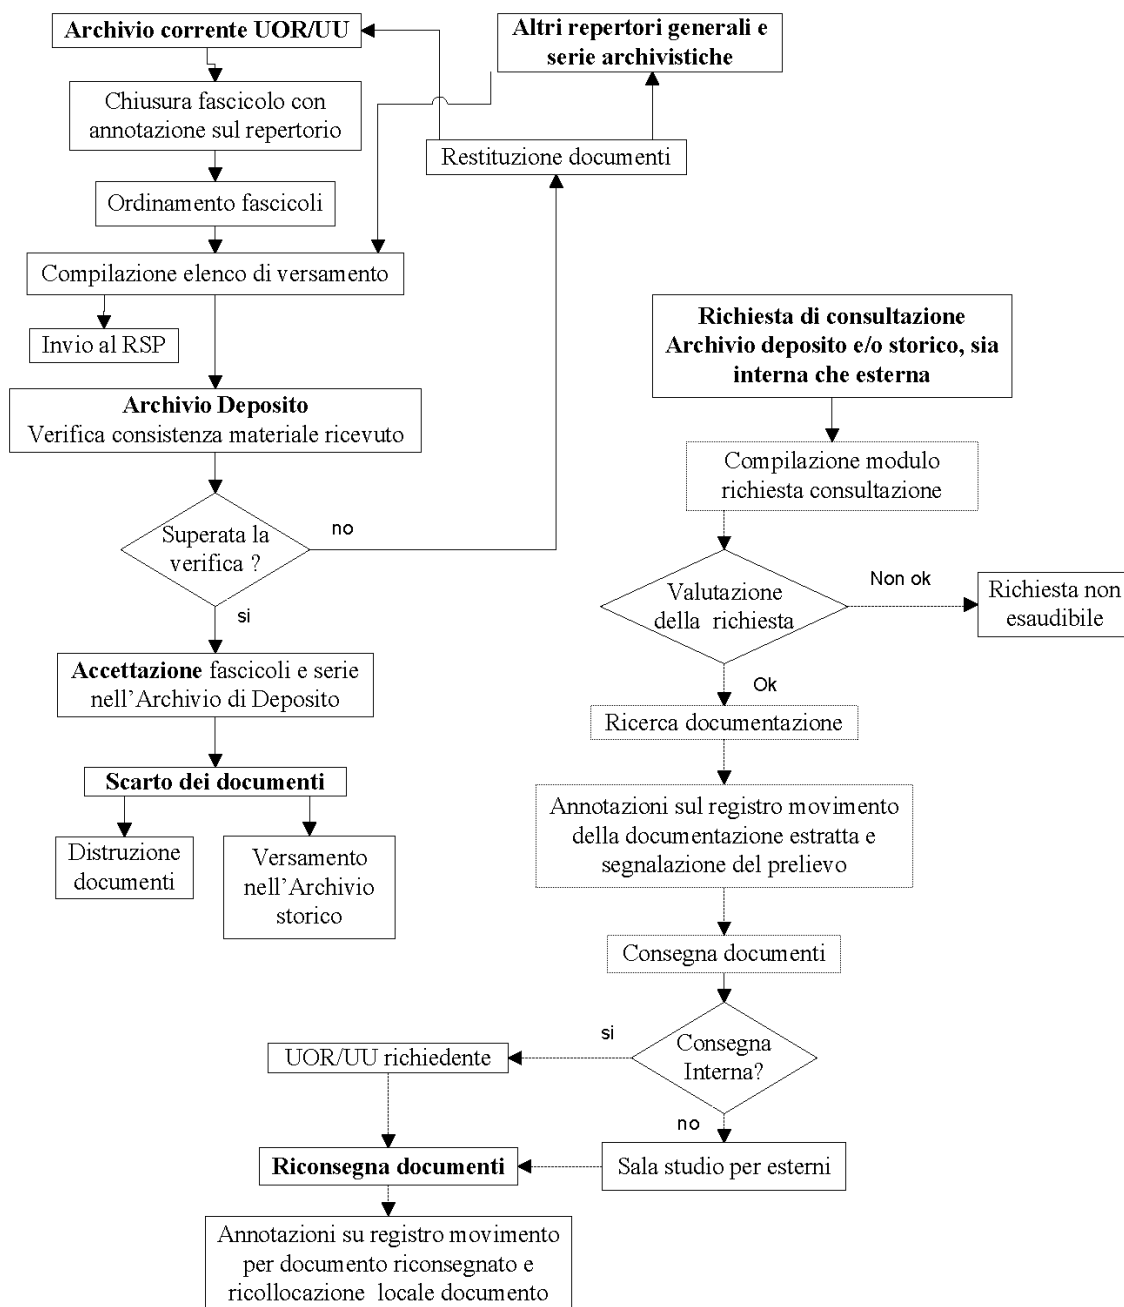 Archivio corrente UOR/UU
Altri repertori generali e
serie archivistiche
Chiusura fascicolo con
annotazione sul repertorio
Restituzione documenti
Ordinamento fascicoli
Compilazione elenco di versamento
Invio al RSP
Archivio Deposito
Verifica consistenza materiale ricevuto
Superata la
verifica ?
no
si
Accettazione fascicoli e serie
nell'Archivio di Deposito
Scarto dei documenti
Distruzione
documenti
Versamento
nell'Archivio
storico
Richiesta di consultazione
Archivio deposito e/o storico, sia
interna che esterna
Compilazione modulo
richiesta consultazione
Valutazione
della richiesta
Non ok
Richiesta non
esaudibile
Ok
Ricerca documentazione
Annotazioni sul registro movimento
della documentazione estratta e
segnalazione del prelievo
Consegna documenti
Consegna
Interna?
si
UOR/UU richiedente
no
Sala studio per esterni
Riconsegna documenti
Annotazioni su registro movimento
per documento riconsegnato e
ricollocazione locale documento